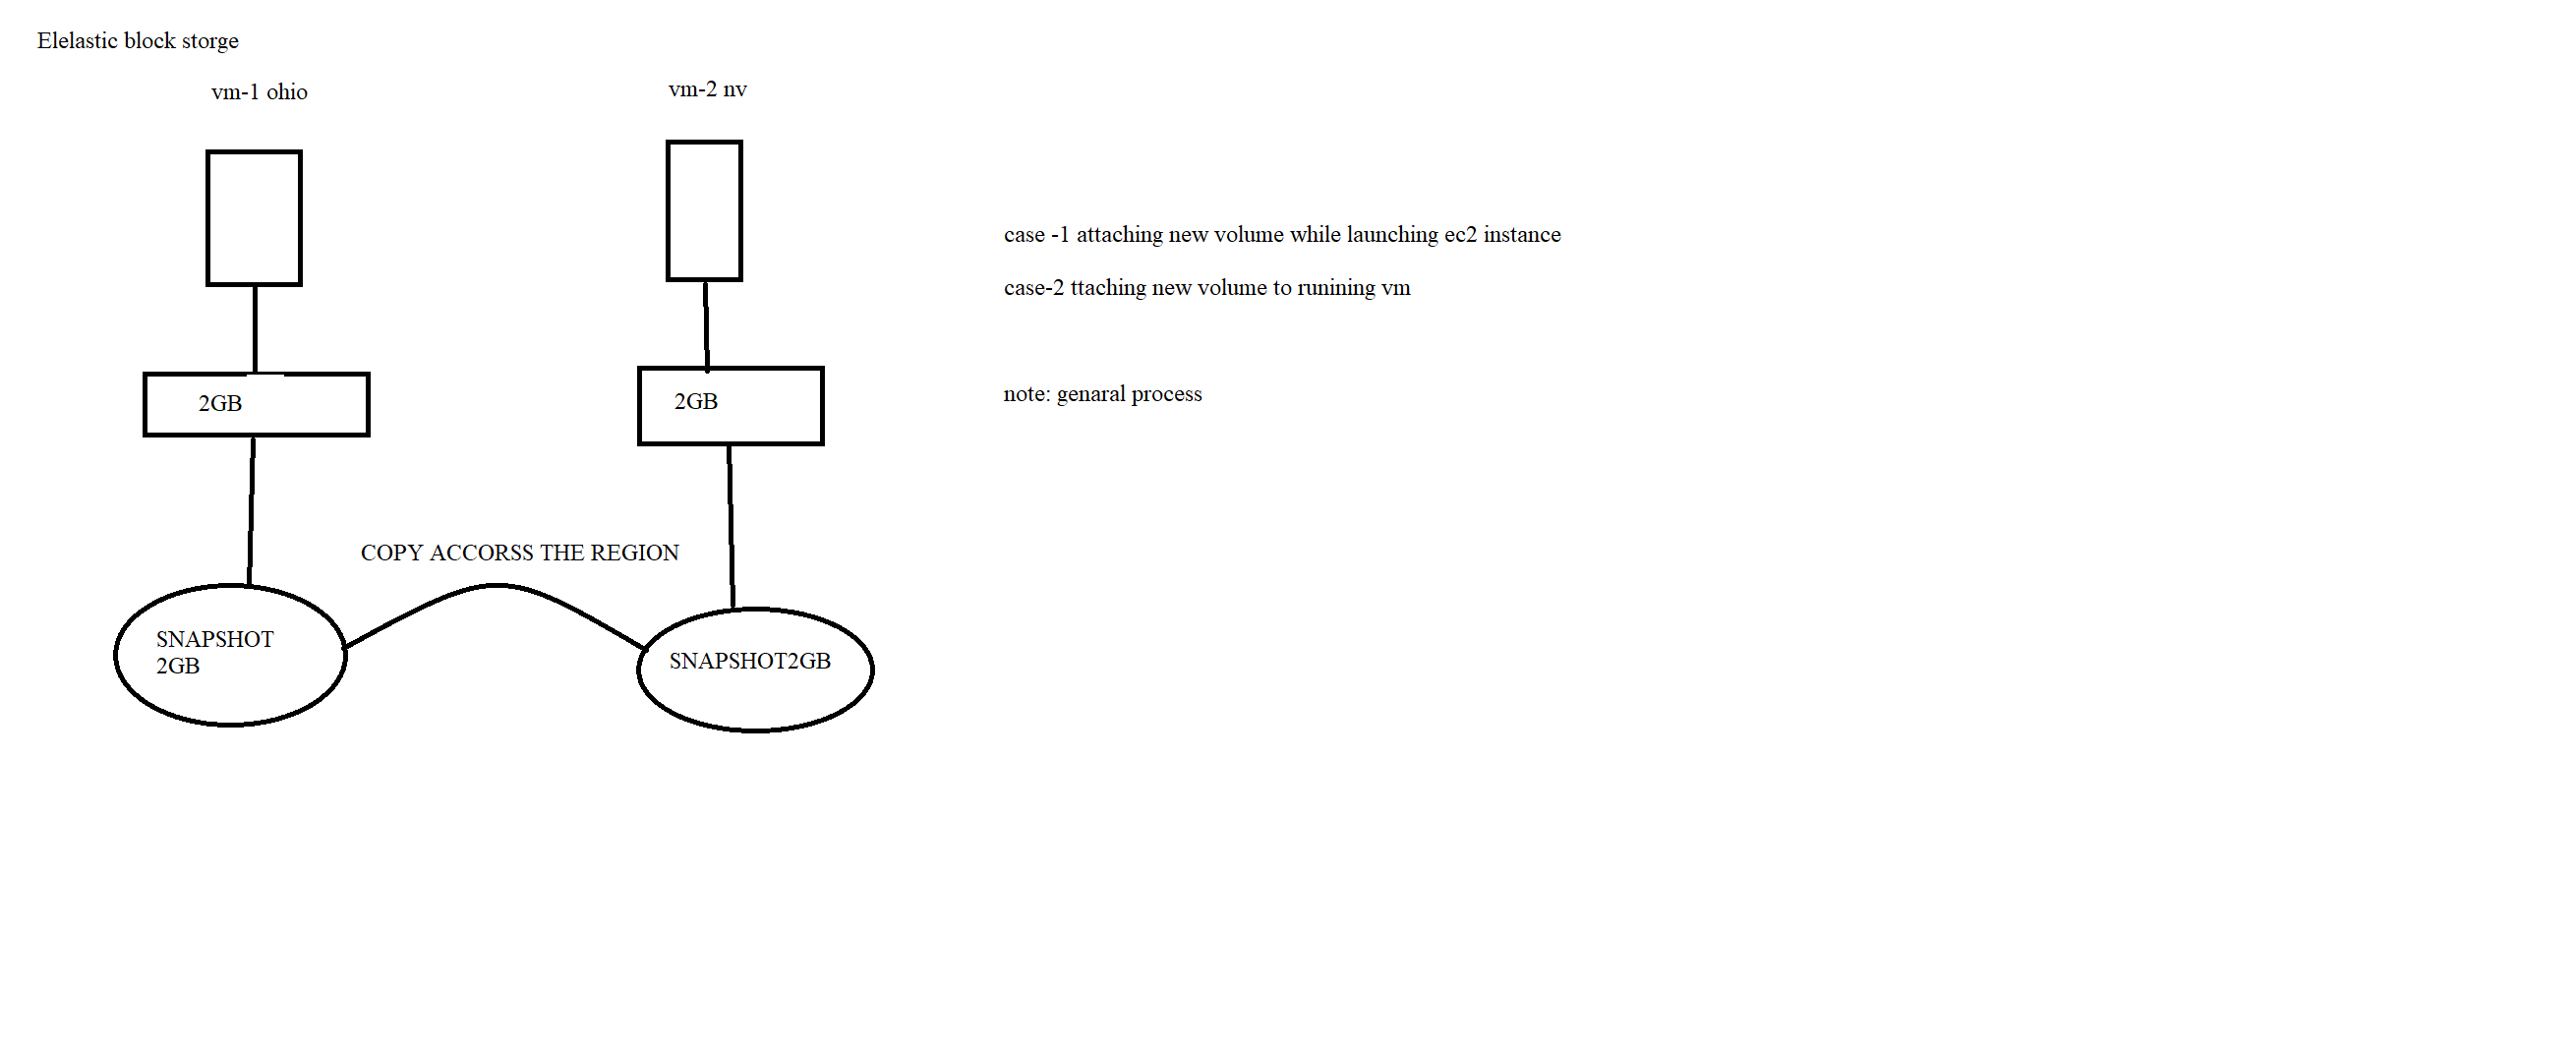 Elelastic block storge
vm-1 ohio
vm-2 nv
case -1 attaching new volume while launching ec2 instance
case-2 ttaching new volume to runining vm
2GB
2GB
note: genaral process
COPY ACCORSS THE REGION
SNAPSHOT
2GB
SNAPSHOT2GB